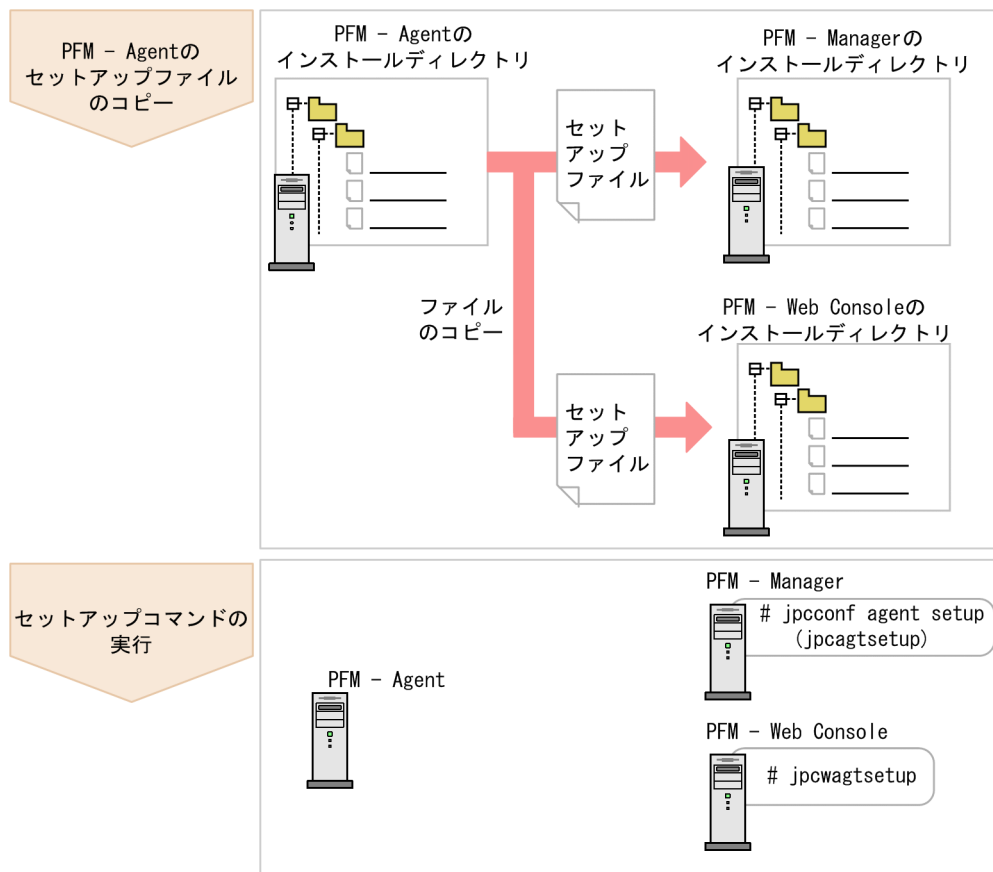 PFM - Agentの
セットアップファイル
のコピー
PFM - Agentの
インストールディレクトリ
PFM - Managerの
インストールディレクトリ
セット
アップ
ファイル
ファイル
のコピー
PFM - Web Consoleの
インストールディレクトリ
セット
アップ
ファイル
セットアップコマンドの
実行
PFM - Agent
PFM - Manager
# jpcconf agent setup
(jpcagtsetup)
PFM - Web Console
# jpcwagtsetup